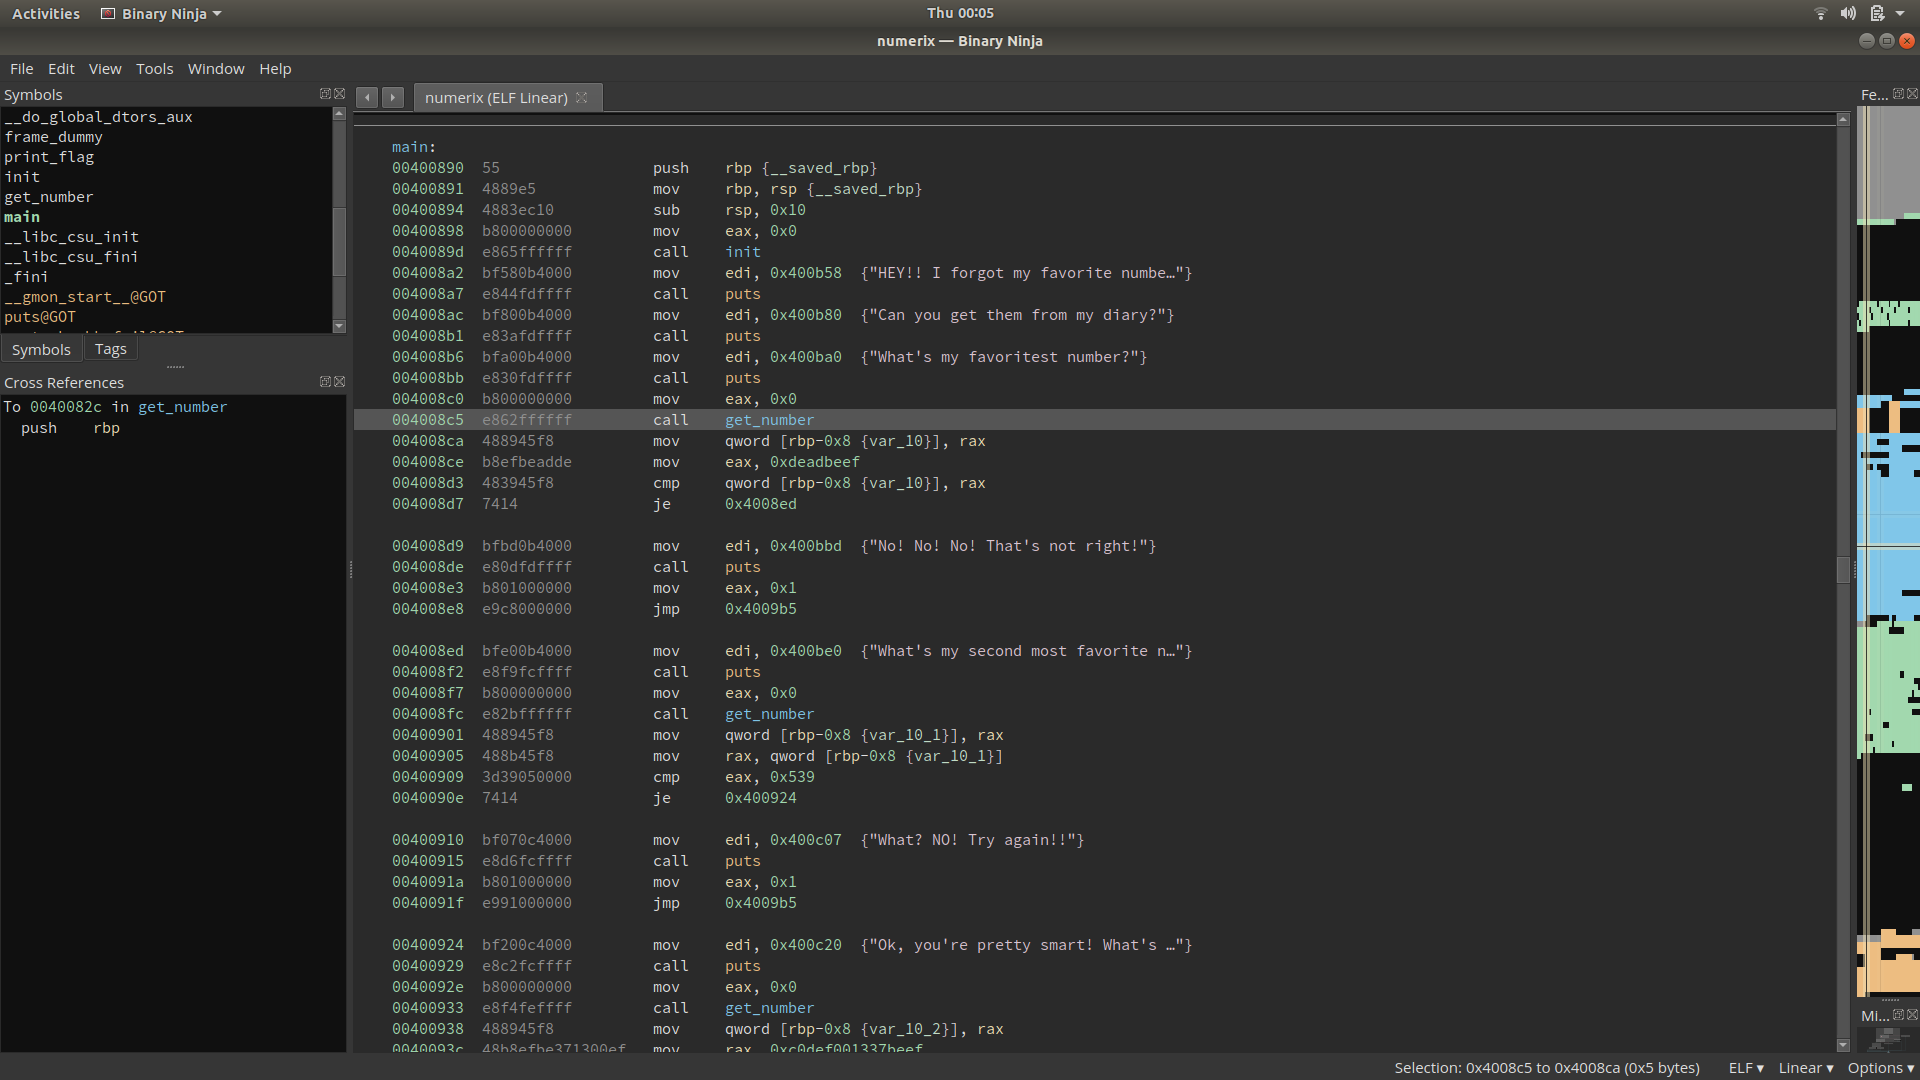 Activities Binary Ninja Thu 00:05
numerix — Binary Ninja
File Edit View Tools Window Help
Symbols
__do_global_dtors_aux
frame_dummy
print_flag
init
get_number
main
__libc_csu_init
__libc_csu_fini
_fini
__gmon_start__@GOT
puts@GOT
Symbols Tags
Cross References
To 0040082c in get_number
push rbp
numerix (ELF Linear)
main:
00400890 55 push rbp {__saved_rbp}
00400891 4889e5 mov rbp, rsp {__saved_rbp}
00400894 4883ec10 sub rsp, 0x10
00400898 b800000000 mov eax, 0x0
0040089d e865ffffff call init
004008a2 bf580b4000 mov edi, 0x400b58 {"HEY!! I forgot my favorite numbe…"}
004008a7 e844fdffff call puts
004008ac bf800b4000 mov edi, 0x400b80 {"Can you get them from my diary?"}
004008b1 e83afdffff call puts
004008b6 bfa00b4000 mov edi, 0x400ba0 {"What's my favoritest number?"}
004008bb e830fdffff call puts
004008c0 b800000000 mov eax, 0x0
004008c5 e862ffffff call get_number
004008ca 488945f8 mov qword [rbp-0x8 {var_10}], rax
004008ce b8efbeadde mov eax, 0xdeadbeef
004008d3 483945f8 cmp qword [rbp-0x8 {var_10}], rax
004008d7 7414 je 0x4008ed
004008d9 bfbd0b4000 mov edi, 0x400bbd {"No! No! No! That's not right!"}
004008de e80dfdffff call puts
004008e3 b801000000 mov eax, 0x1
004008e8 e9c8000000 jmp 0x4009b5
004008ed bfe00b4000 mov edi, 0x400be0 {"What's my second most favorite n…"}
004008f2 e8f9fcffff call puts
004008f7 b800000000 mov eax, 0x0
004008fc e82bffffff call get_number
00400901 488945f8 mov qword [rbp-0x8 {var_10_1}], rax
00400905 488b45f8 mov rax, qword [rbp-0x8 {var_10_1}]
00400909 3d39050000 cmp eax, 0x539
0040090e 7414 je 0x400924
00400910 bf070c4000 mov edi, 0x400c07 {"What? NO! Try again!!"}
00400915 e8d6fcffff call puts
0040091a b801000000 mov eax, 0x1
0040091f e991000000 jmp 0x4009b5
00400924 bf200c4000 mov edi, 0x400c20 {"Ok, you're pretty smart! What's …"}
00400929 e8c2fcffff call puts
0040092e b800000000 mov eax, 0x0
00400933 e8f4feffff call get_number
00400938 488945f8 mov qword [rbp-0x8 {var_10_2}], rax
0040093c 48b8efbe371300ef mov rax, 0xc0def001337beef
Fe...
Mi...
Selection: 0x4008c5 to 0x4008ca (0x5 bytes) ELF ▾ Linear ▾ Options ▾